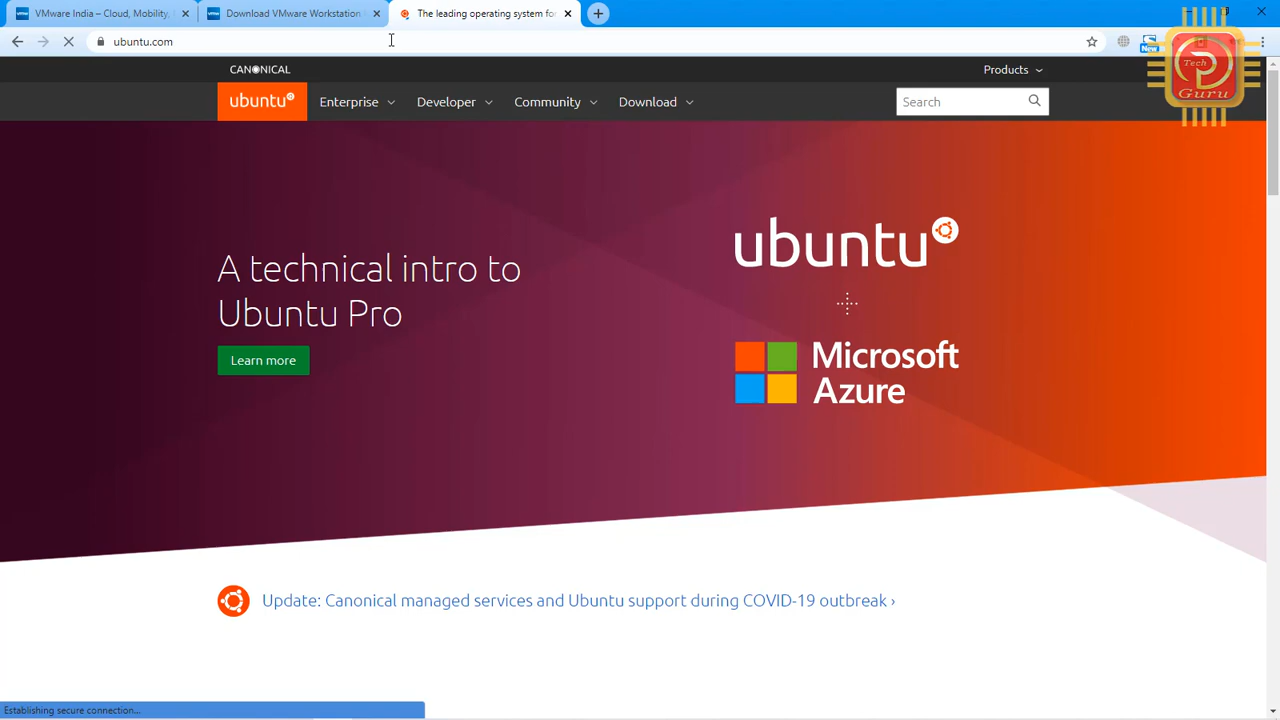 VMware India – Cloud, Mobility,
Download VMware Workstation
The leading operating system for
ubuntu.com
New
CANONICAL
Products
ubuntu
Enterprise
Developer
Community
Download
Search
Tech
Guru
A technical intro to
Ubuntu Pro
Learn more
ubuntu
Microsoft
Azure
Update: Canonical managed services and Ubuntu support during COVID-19 outbreak ›
Establishing secure connection...